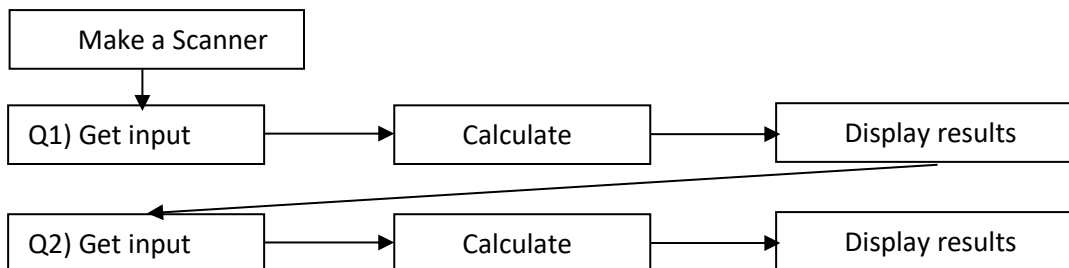 Make a Scanner
Q1) Get input
Calculate
Display results
Q2) Get input
Calculate
Display results